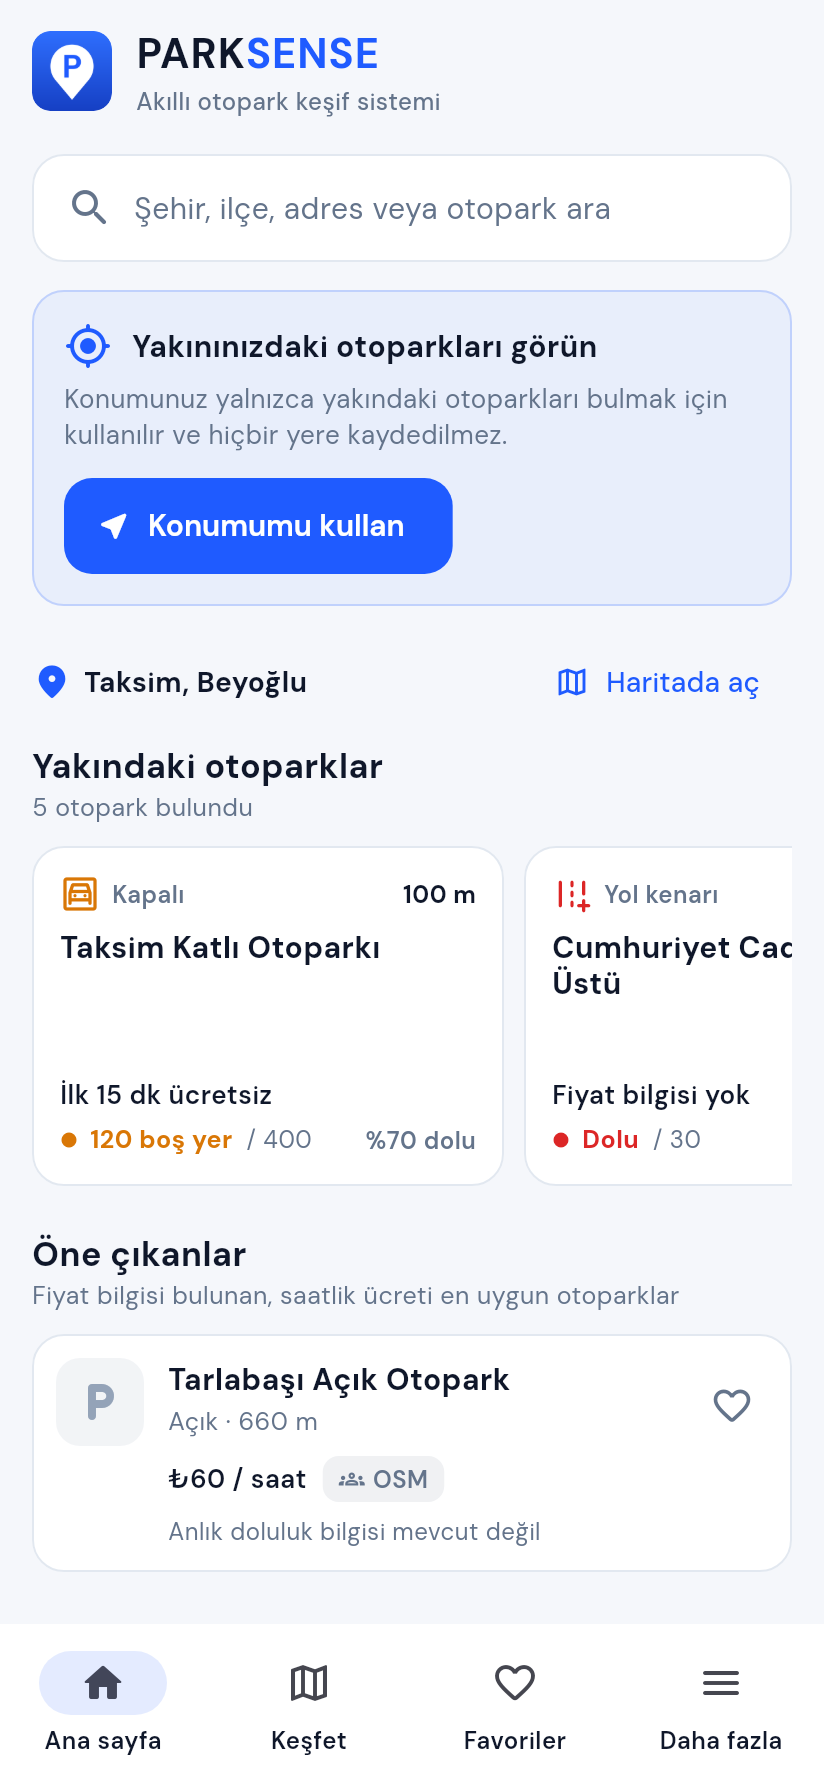 P
PARKSENSE
Akıllı otopark keşif sistemi
Şehir, ilçe, adres veya otopark ara
Yakınınızdaki otoparkları görün
Konumunuz yalnızca yakındaki otoparkları bulmak için
kullanılır ve hiçbir yere kaydedilmez.
Konumumu kullan
Taksim, Beyoğlu
Haritada aç
Yakındaki otoparklar
5 otopark bulundu
Kapalı 100 m
Taksim Katlı Otoparkı
İlk 15 dk ücretsiz
120 boş yer / 400 %70 dolu
Yol kenarı
Cumhuriyet Cad
Üstü
Fiyat bilgisi yok
Dolu / 30
Öne çıkanlar
Fiyat bilgisi bulunan, saatlik ücreti en uygun otoparklar
P
Tarlabaşı Açık Otopark
Açık · 660 m
₺60 / saat OSM
Anlık doluluk bilgisi mevcut değil
Ana sayfa
Keşfet
Favoriler
Daha fazla